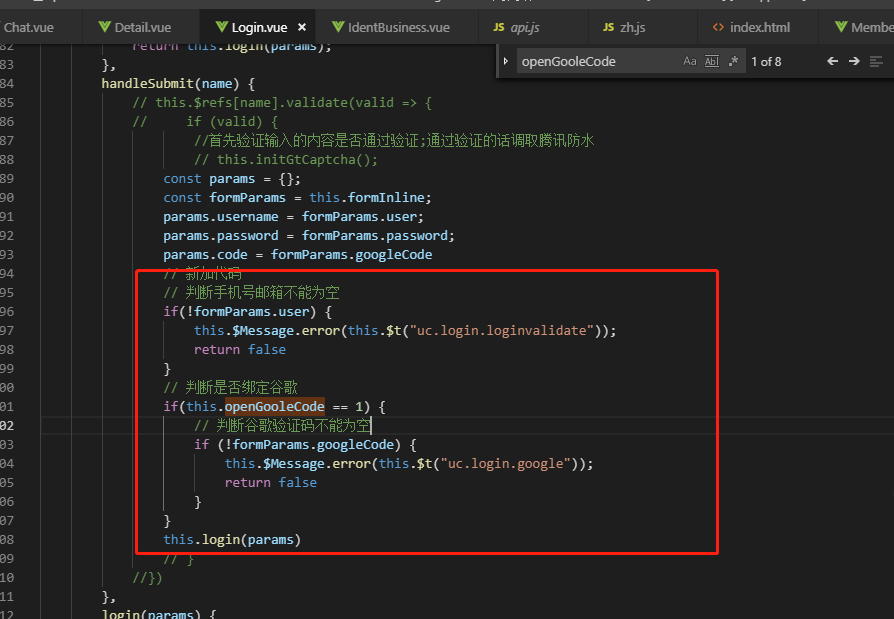 Chat.vue Detail.vue Login.vue × IdentBusiness.vue JS api.js JS zh.js <> index.html
openGooleCode Aa Abl .* 1 of 8
82 return this.login(params);
83 },
84 handleSubmit(name) {
85 // this.$refs[name].validate(valid => {
86 // if (valid) {
87 //首先验证输入的内容是否通过验证;通过验证的话调取腾讯防水
88 // this.initGtCaptcha();
89 const params = {};
90 const formParams = this.formInline;
91 params.username = formParams.user;
92 params.password = formParams.password;
93 params.code = formParams.googleCode
94 // 新加代码
95 // 判断手机号邮箱不能为空
96 if(!formParams.user) {
97 this.$Message.error(this.$t("uc.login.loginvalidate"));
98 return false
99 }
00 // 判断是否绑定谷歌
01 if(this.openGooleCode == 1) {
02 // 判断谷歌验证码不能为空
03 if (!formParams.googleCode) {
04 this.$Message.error(this.$t("uc.login.google"));
05 return false
06 }
07 }
08 this.login(params)
09 // }
10 //})
11 },
12 login(params) {